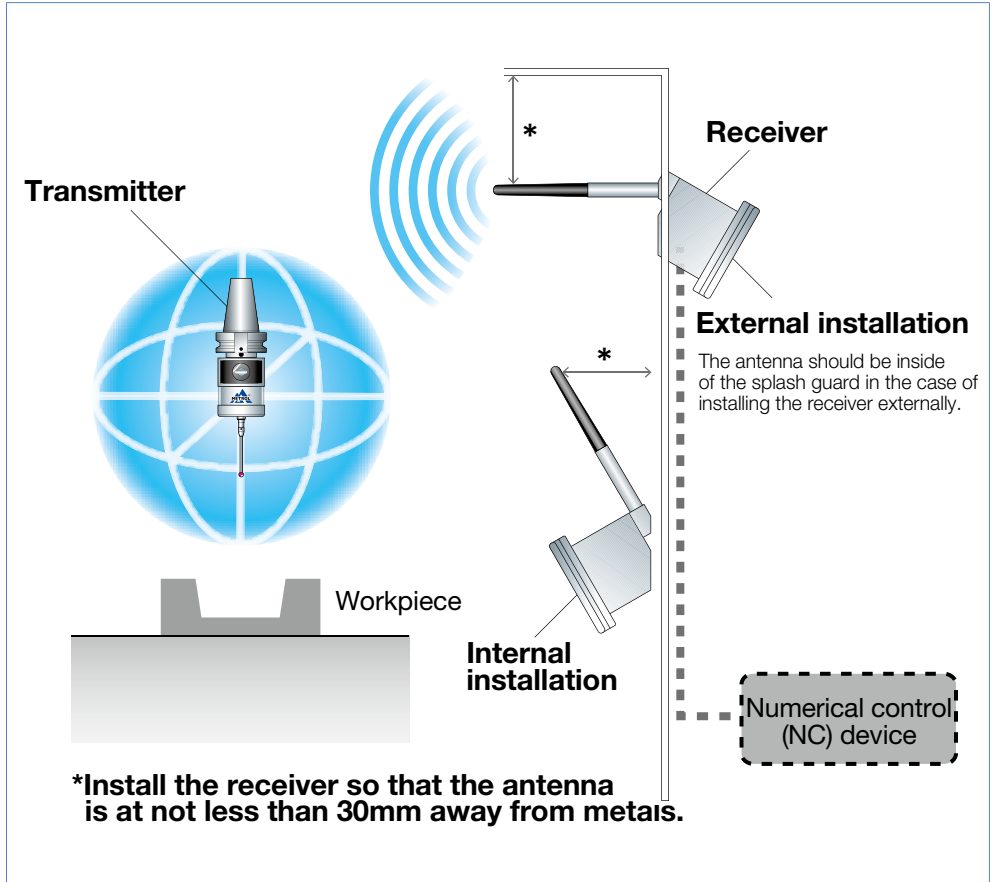 *
Receiver
Transmitter
External installation
*
The antenna should be inside
of the splash guard in the case of
installing the receiver externally.
METROL
Workpiece
Internal
installation
Numerical control
(NC) device
*Install the receiver so that the antenna
is at not less than 30mm away from metals.